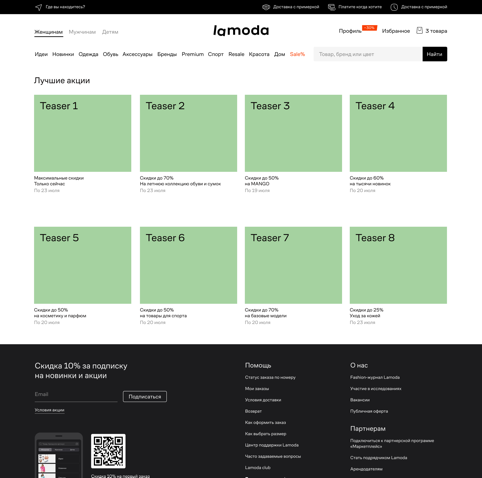 Где вы находитесь?
Доставка с примеркой
Платите когда хотите
Доставка с примеркой
Женщинам
Мужчинам
Детям
lamoda
Профиль
Избранное
3 товара
Идеи
Новинки
Одежда
Обувь
Аксессуары
Бренды
Premium
Спорт
Resale
Красота
Дом
Sale%
Товар, бренд или цвет
Найти
Лучшие акции
Teaser 1
Teaser 2
Teaser 3
Teaser 4
Максимальные скидки
Только сейчас
По 23 июля
Скидки до 70%
На летнюю коллекцию обуви и сумок
По 23 июля
Скидки до 50%
на MANGO
По 19 июля
Скидки до 60%
на тысячи новинок
По 20 июля
Teaser 5
Teaser 6
Teaser 7
Teaser 8
Скидки до 50%
на косметику и парфюм
По 20 июля
Скидки до 50%
на товары для спорта
По 20 июля
Скидки до 70%
на базовые модели
По 20 июля
Скидки до 25%
Уход за кожей
По 23 июля
Скидка 10% за подписку
на новинки и акции
Email
Подписаться
Условия акции
Скидка 10% на первый заказ
Помощь
Статус заказа по номеру
Мои заказы
Условия доставки
Возврат
Как оформить заказ
Как выбрать размер
Центр поддержки Lamoda
Часто задаваемые вопросы
Lamoda club
О нас
Fashion-журнал Lamoda
Участие в исследованиях
Вакансии
Публичная оферта
Партнерам
Подключиться к партнерской программе
«Маркетплейс»
Стать подрядчиком Lamoda
Арендодателям